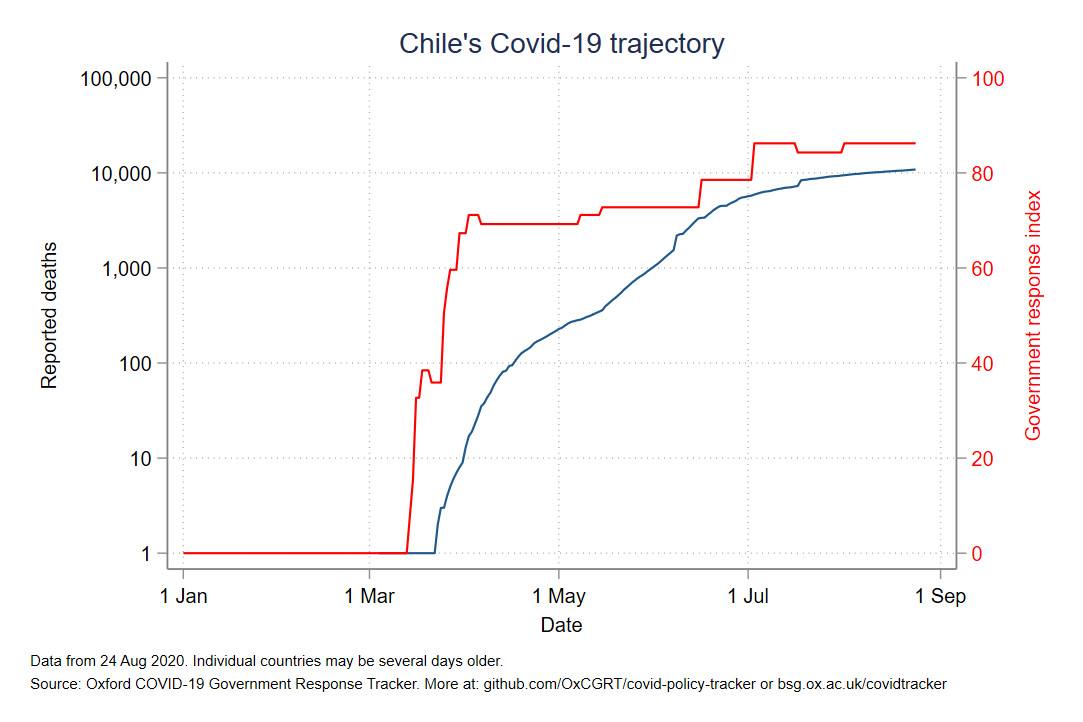 Chile's Covid-19 trajectory
100,000
10,000
1,000
100
10
1
Reported deaths
100
80
60
40
20
0
Government response index
1 Jan
1 Mar
1 May
1 Jul
1 Sep
Date
Data from 24 Aug 2020. Individual countries may be several days older.
Source: Oxford COVID-19 Government Response Tracker. More at: github.com/OxCGRT/covid-policy-tracker or bsg.ox.ac.uk/covidtracker